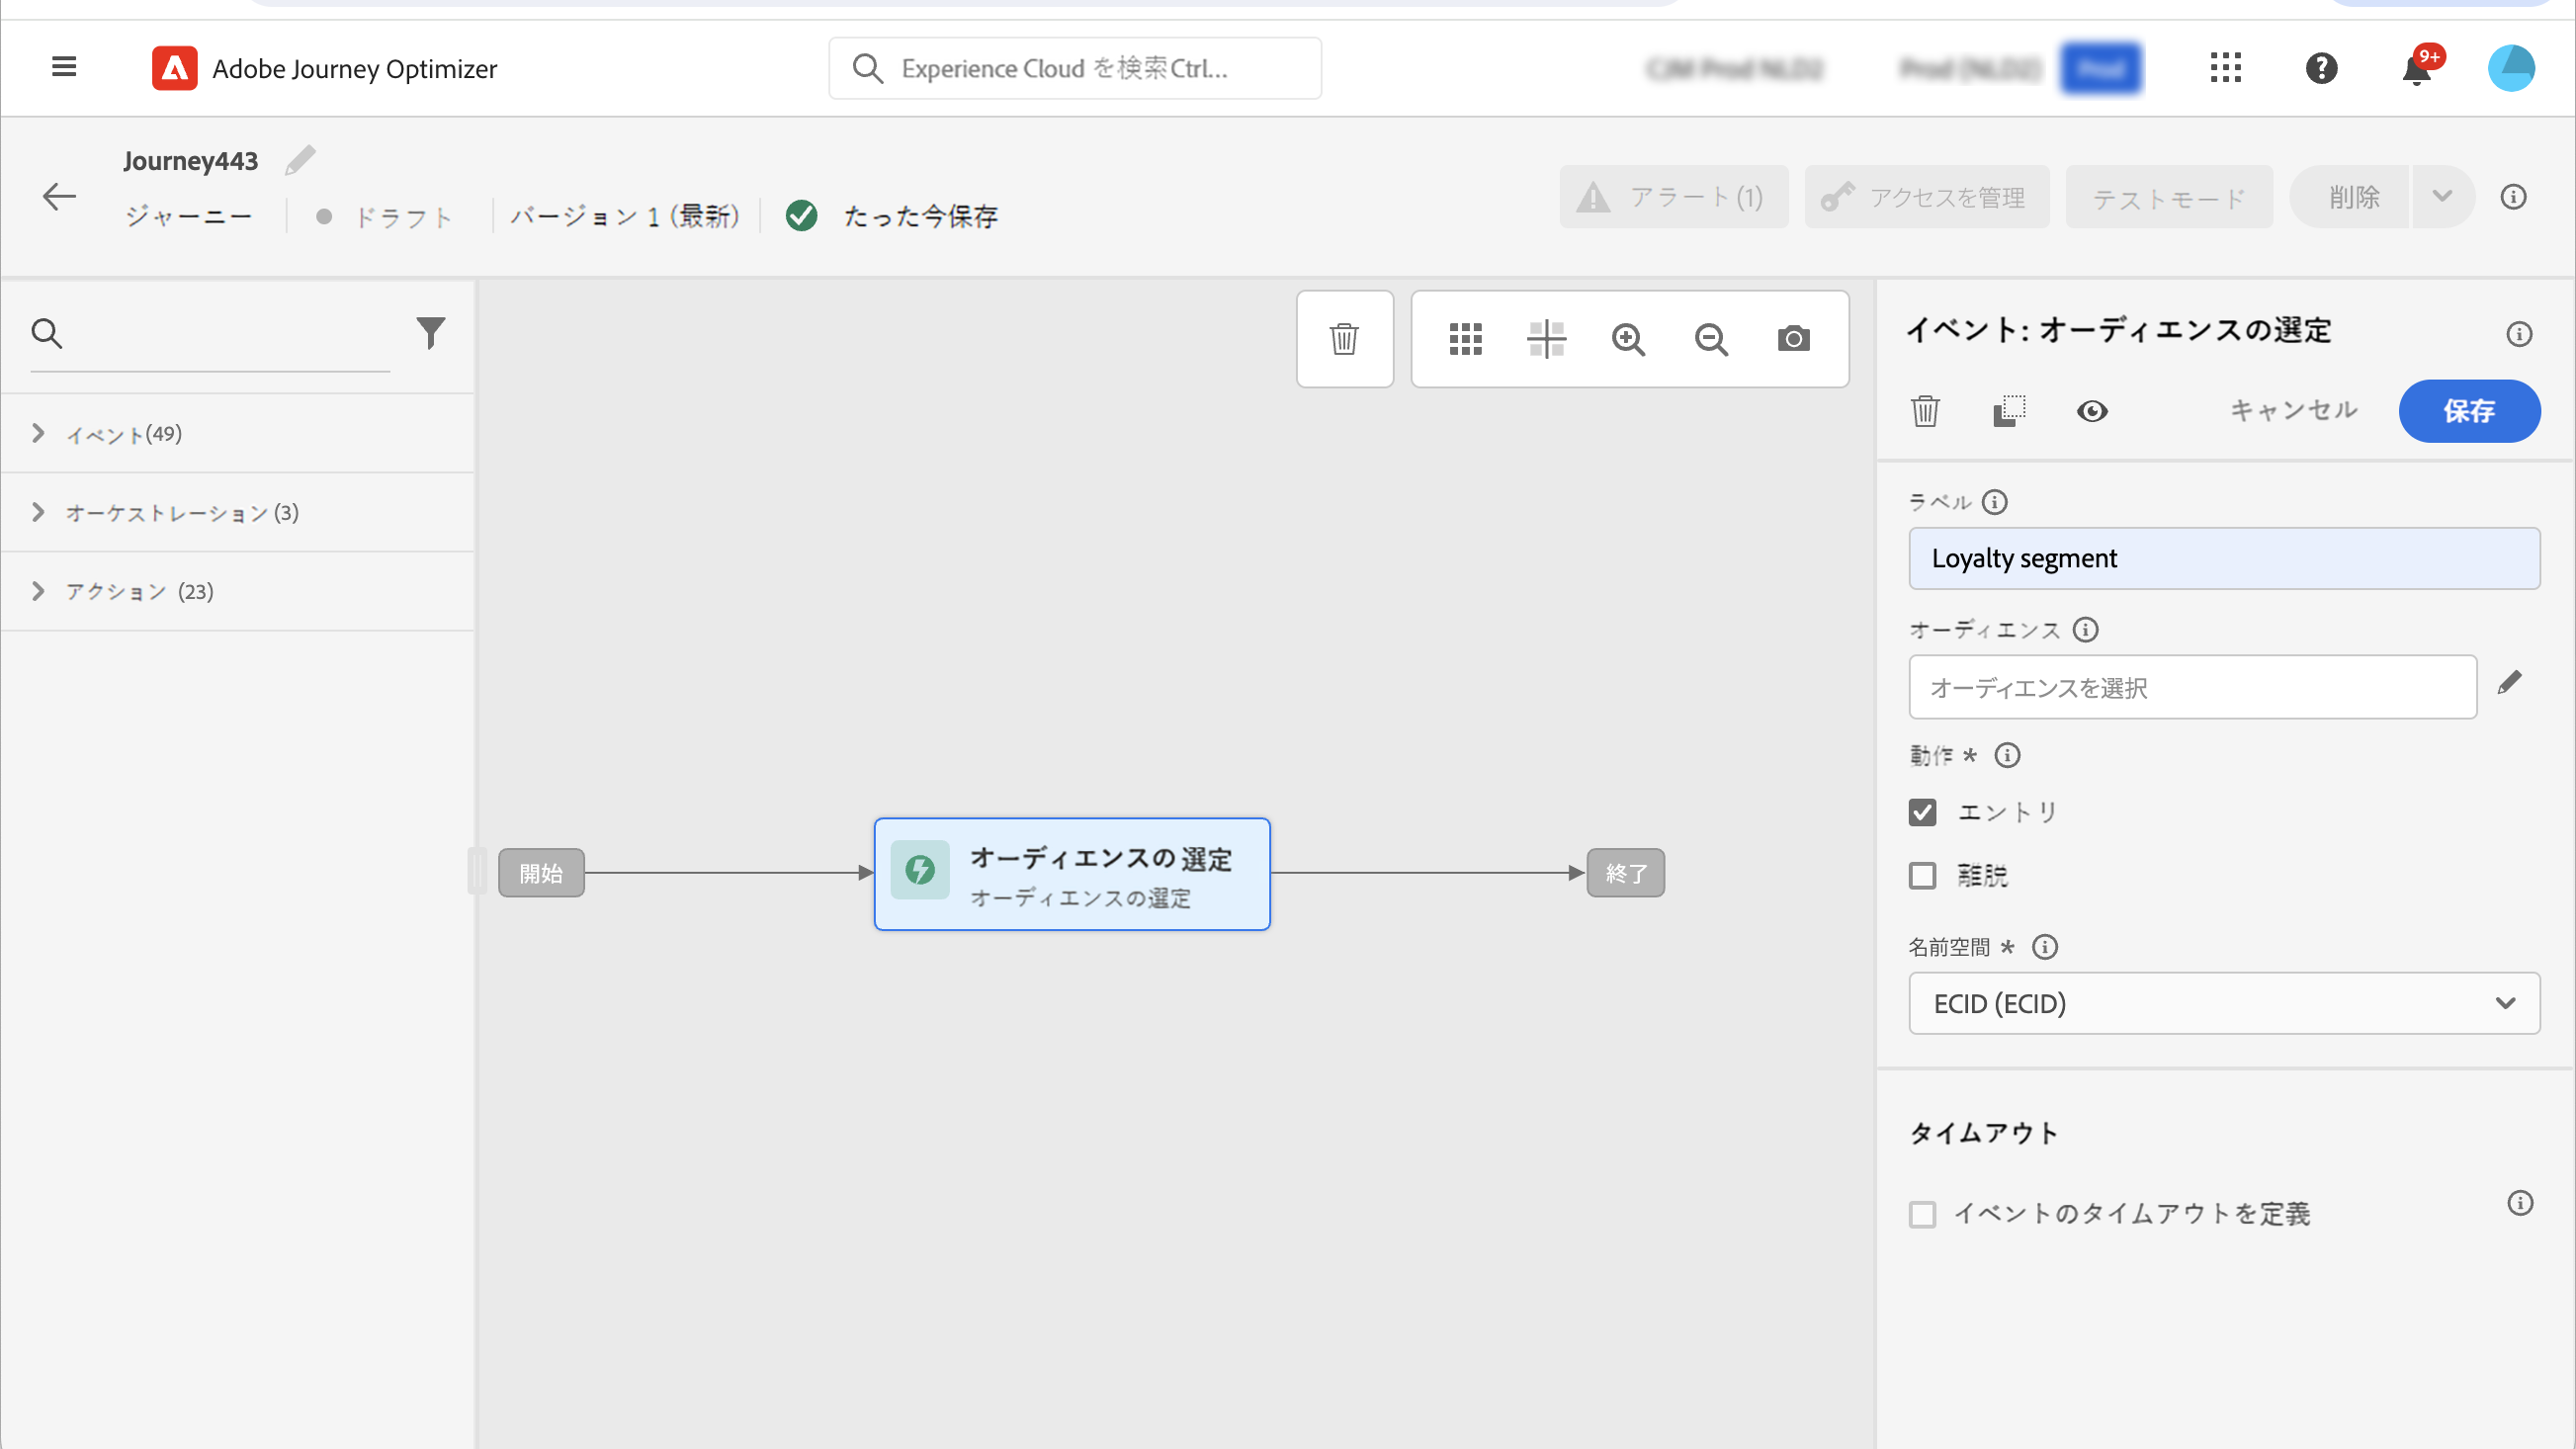 Adobe Journey Optimizer
Experience Cloud を検索Ctrl...
9+
Journey443
ジャーニー
ドラフト
バージョン 1 (最新)
たった今保存
アラート (1)
アクセスを管理
テストモード
削除
イベント(49)
オーケストレーション (3)
アクション (23)
開始
オーディエンスの 選定
オーディエンスの選定
終了
イベント: オーディエンスの選定
キャンセル
保存
ラベル
Loyalty segment
オーディエンス
オーディエンスを選択
動作 *
エントリ
離脱
名前空間 *
ECID (ECID)
タイムアウト
イベントのタイムアウトを定義